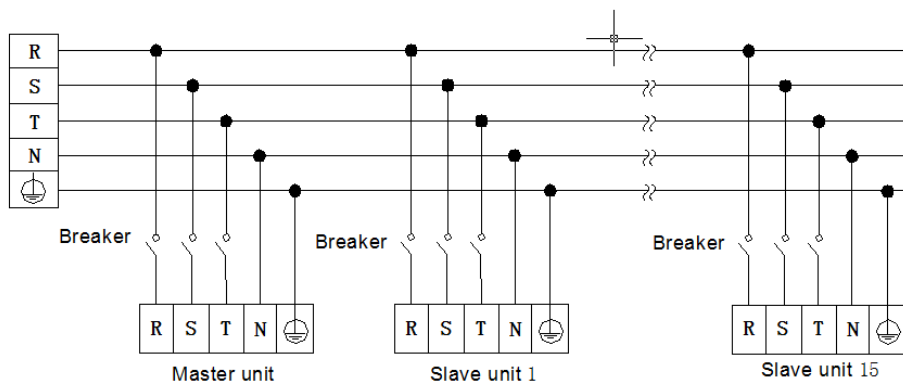 R
S
T
N
Breaker
Breaker
Breaker
R S T N
R S T N
R S T N
Master unit
Slave unit 1
Slave unit 15